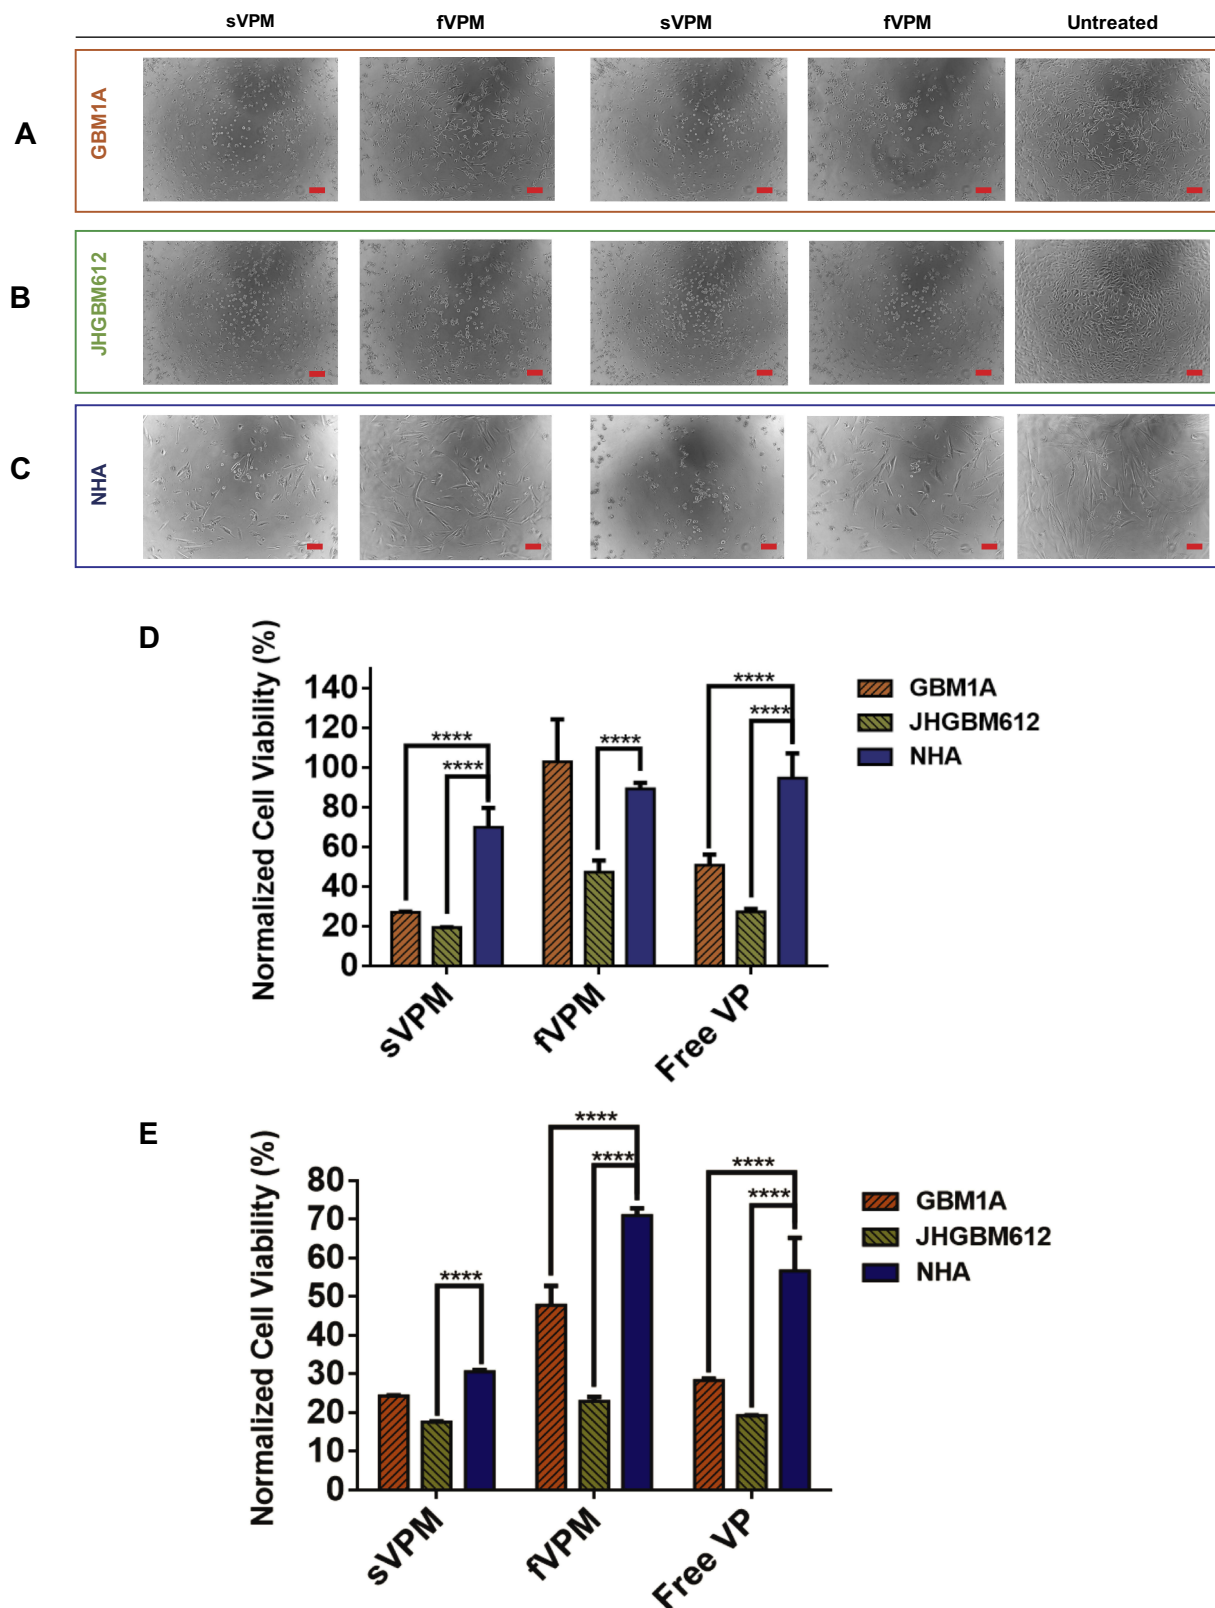 sVPM fVPM sVPM fVPM Untreated
A GBM1A
B JHGBM612
C NHA
D
Normalized Cell Viability (%)
140
120
100
80
60
40
20
0
**** **** **** **** ****
sVPM fVPM Free VP
GBM1A
JHGBM612
NHA
E
Normalized Cell Viability (%)
80
70
60
50
40
30
20
10
0
**** **** **** **** ****
sVPM fVPM Free VP
GBM1A
JHGBM612
NHA